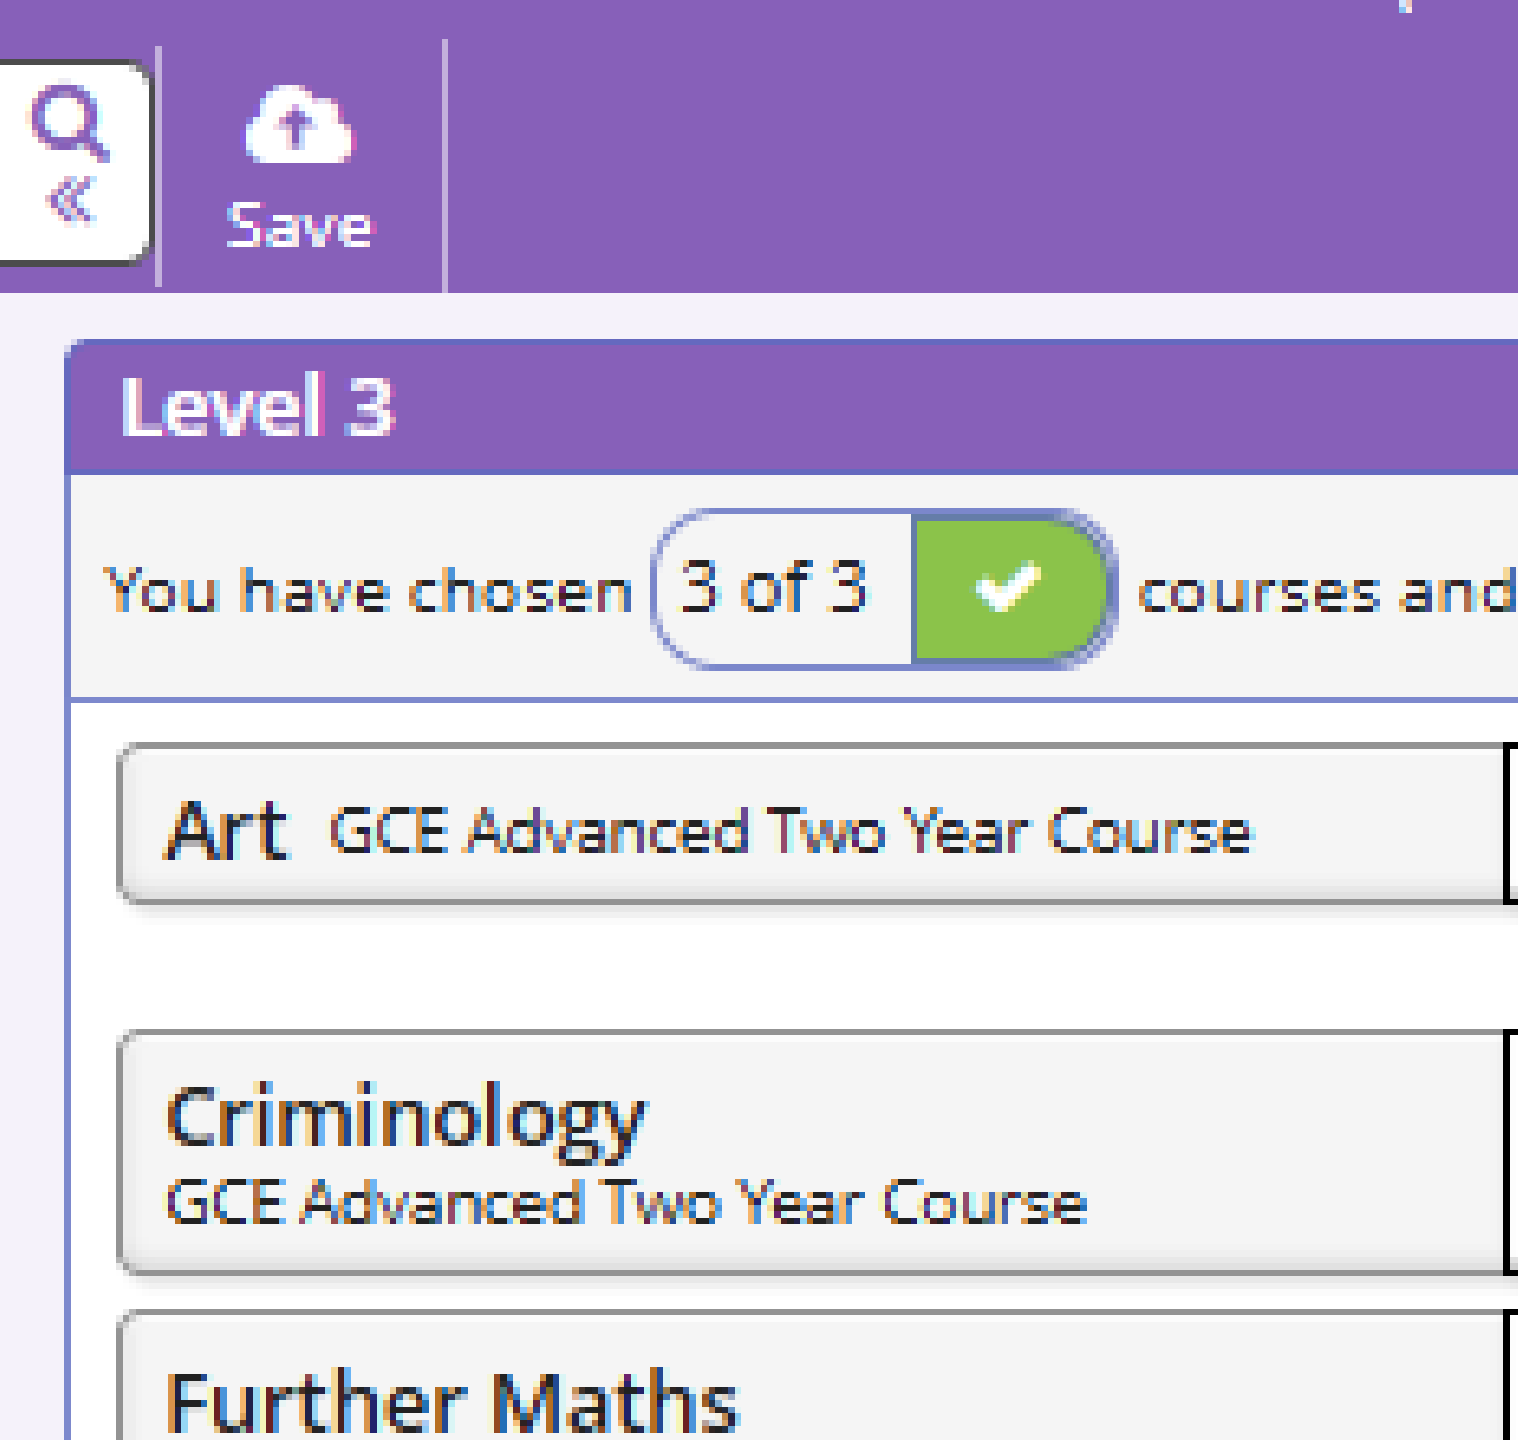 Save
Level 3
You have chosen 3 of 3 courses and
Art GCE Advanced Two Year Course
Criminology
GCE Advanced Two Year Course
Further Maths